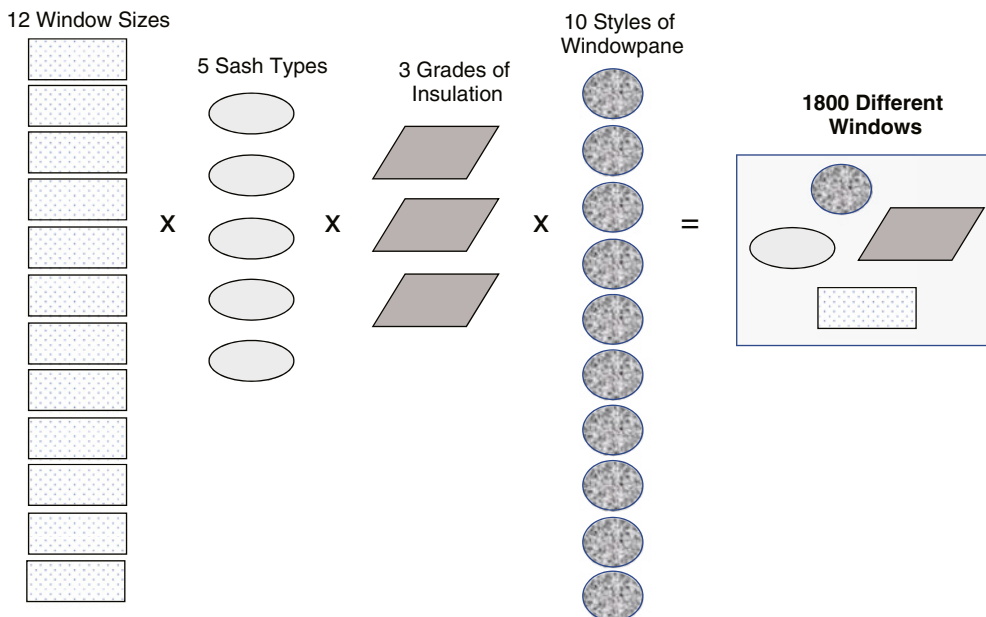 12 Window Sizes
5 Sash Types
3 Grades of
Insulation
10 Styles of
Windowpane
1800 Different
Windows
x
x
x
=